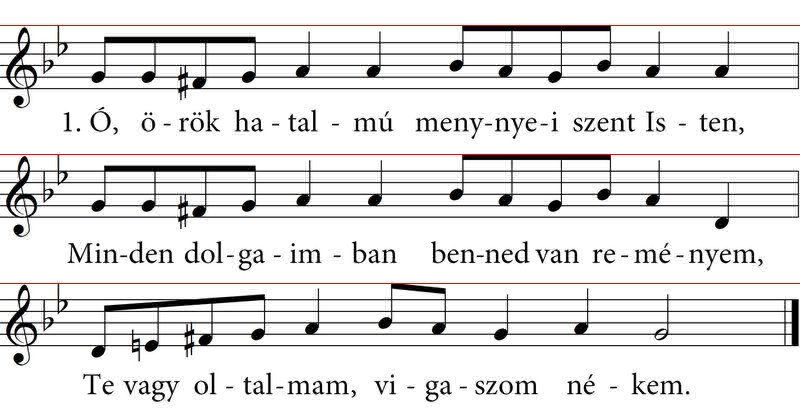 1. Ó, ö - rök ha - tal - mú meny-nye-i szent Is - ten,
Min-den dol-ga - im - ban ben-ned van re-mé-nyem,
Te vagy ol - tal-mam, vi - ga - szom né - kem.